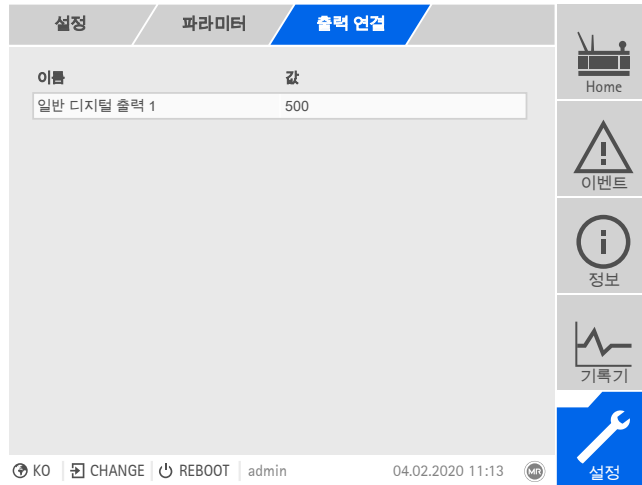 설정 파라미터 출력 연결
이름 값
일반 디지털 출력 1 500
Home
이벤트
정보
기록기
설정
KO CHANGE REBOOT admin 04.02.2020 11:13 MR